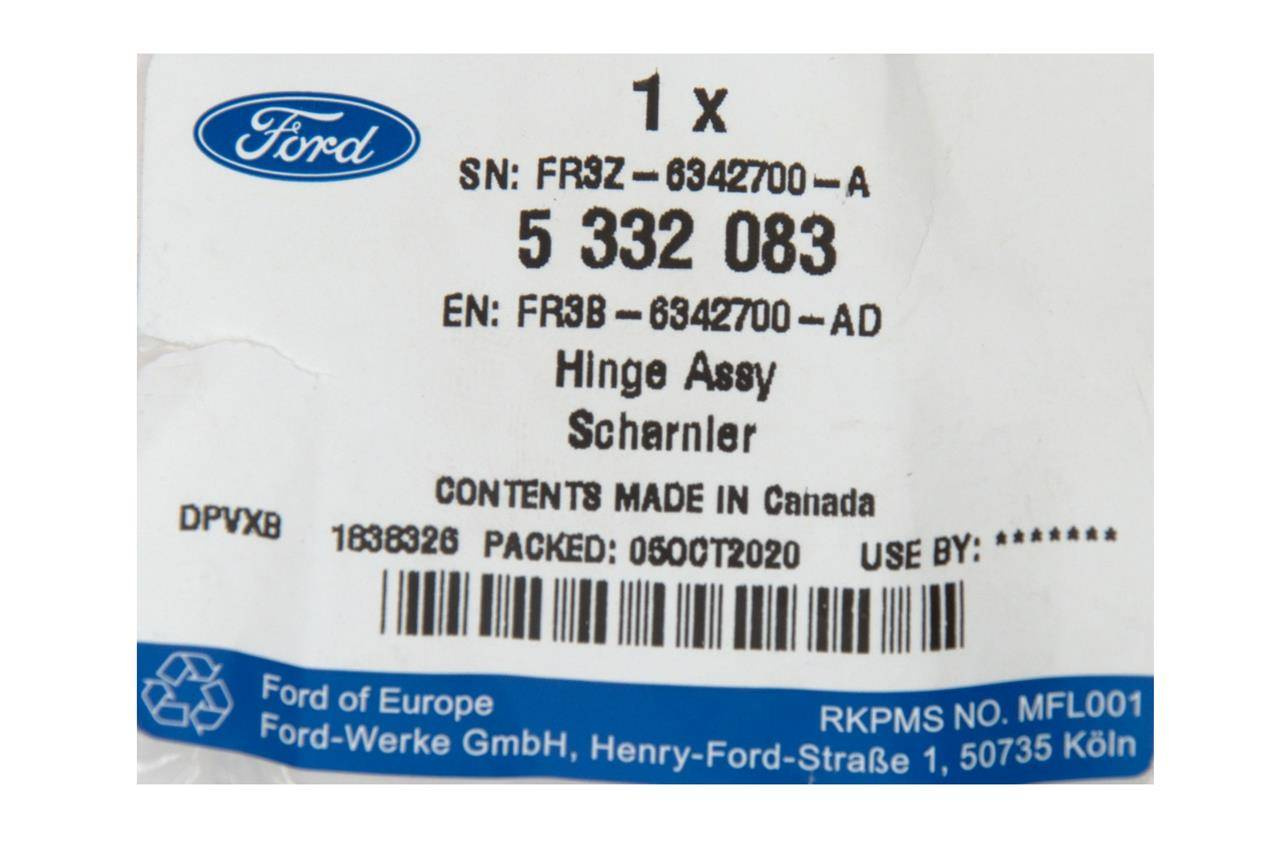 Ford
1 x
SN: FR3Z-6342700-A
5 332 083
EN: FR3B-6342700-AD
Hinge Assy
Scharnier
CONTENTS MADE IN Canada
DPVXB 1638326 PACKED: 05OCT2020 USE BY: *******
Ford of Europe
RKPMS NO. MFL001
Ford-Werke GmbH, Henry-Ford-Straße 1, 50735 Köln